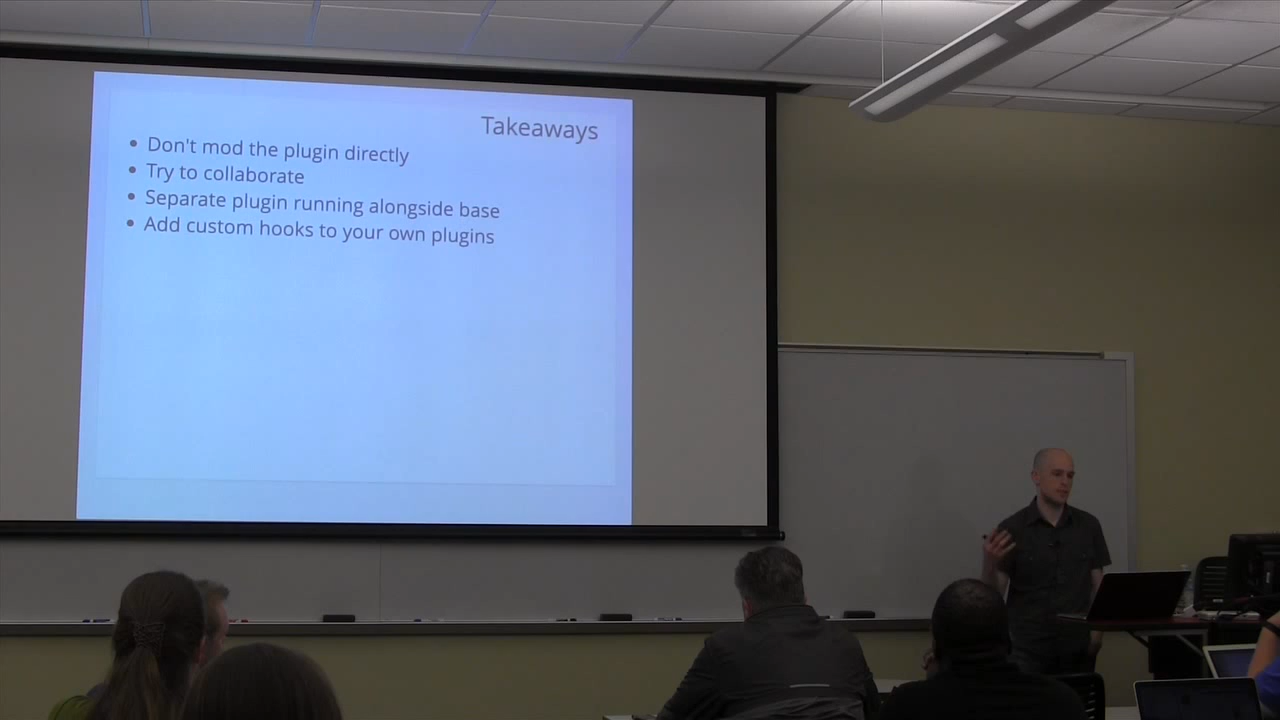 Takeaways
• Don't mod the plugin directly
• Try to collaborate
• Separate plugin running alongside base
• Add custom hooks to your own plugins